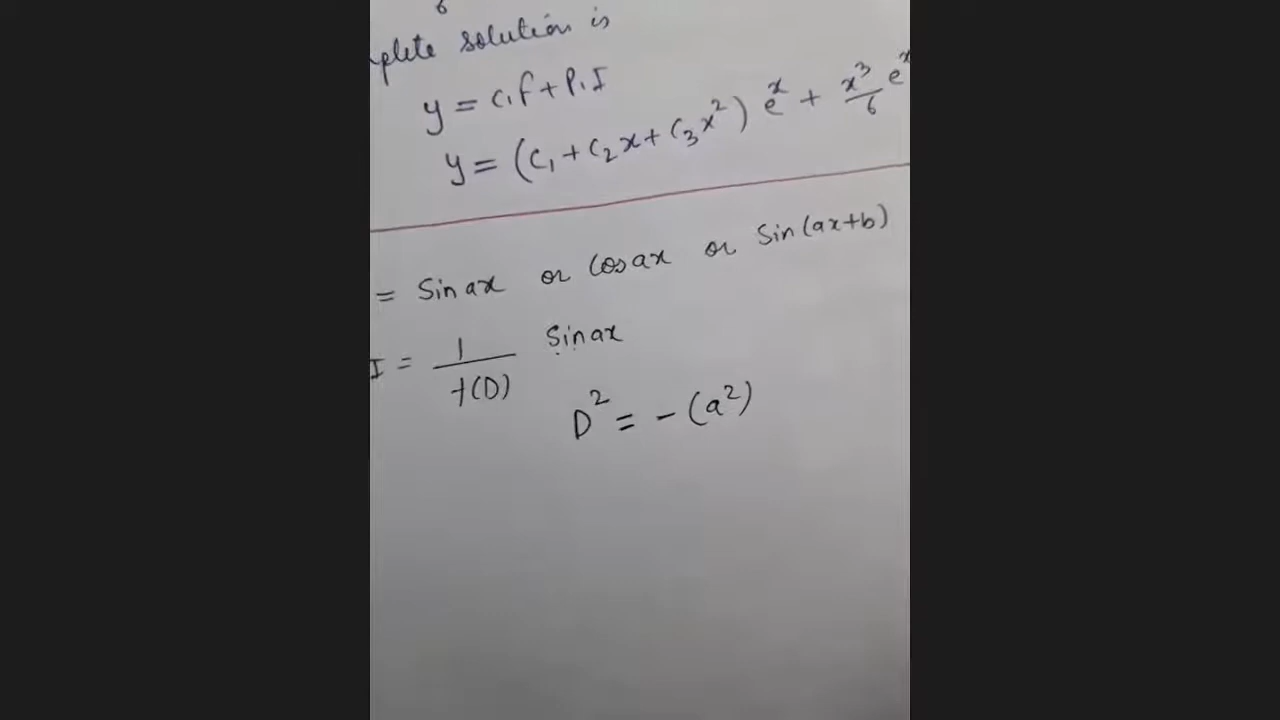 plete solution is
y = C.f + P.I
y = (C₁ + C₂x + C₃x²) eˣ + x³/6 eˣ
= Sin ax or Cos ax or Sin(ax+b)
I = 1/f(D) Sin ax
D² = -(a²)